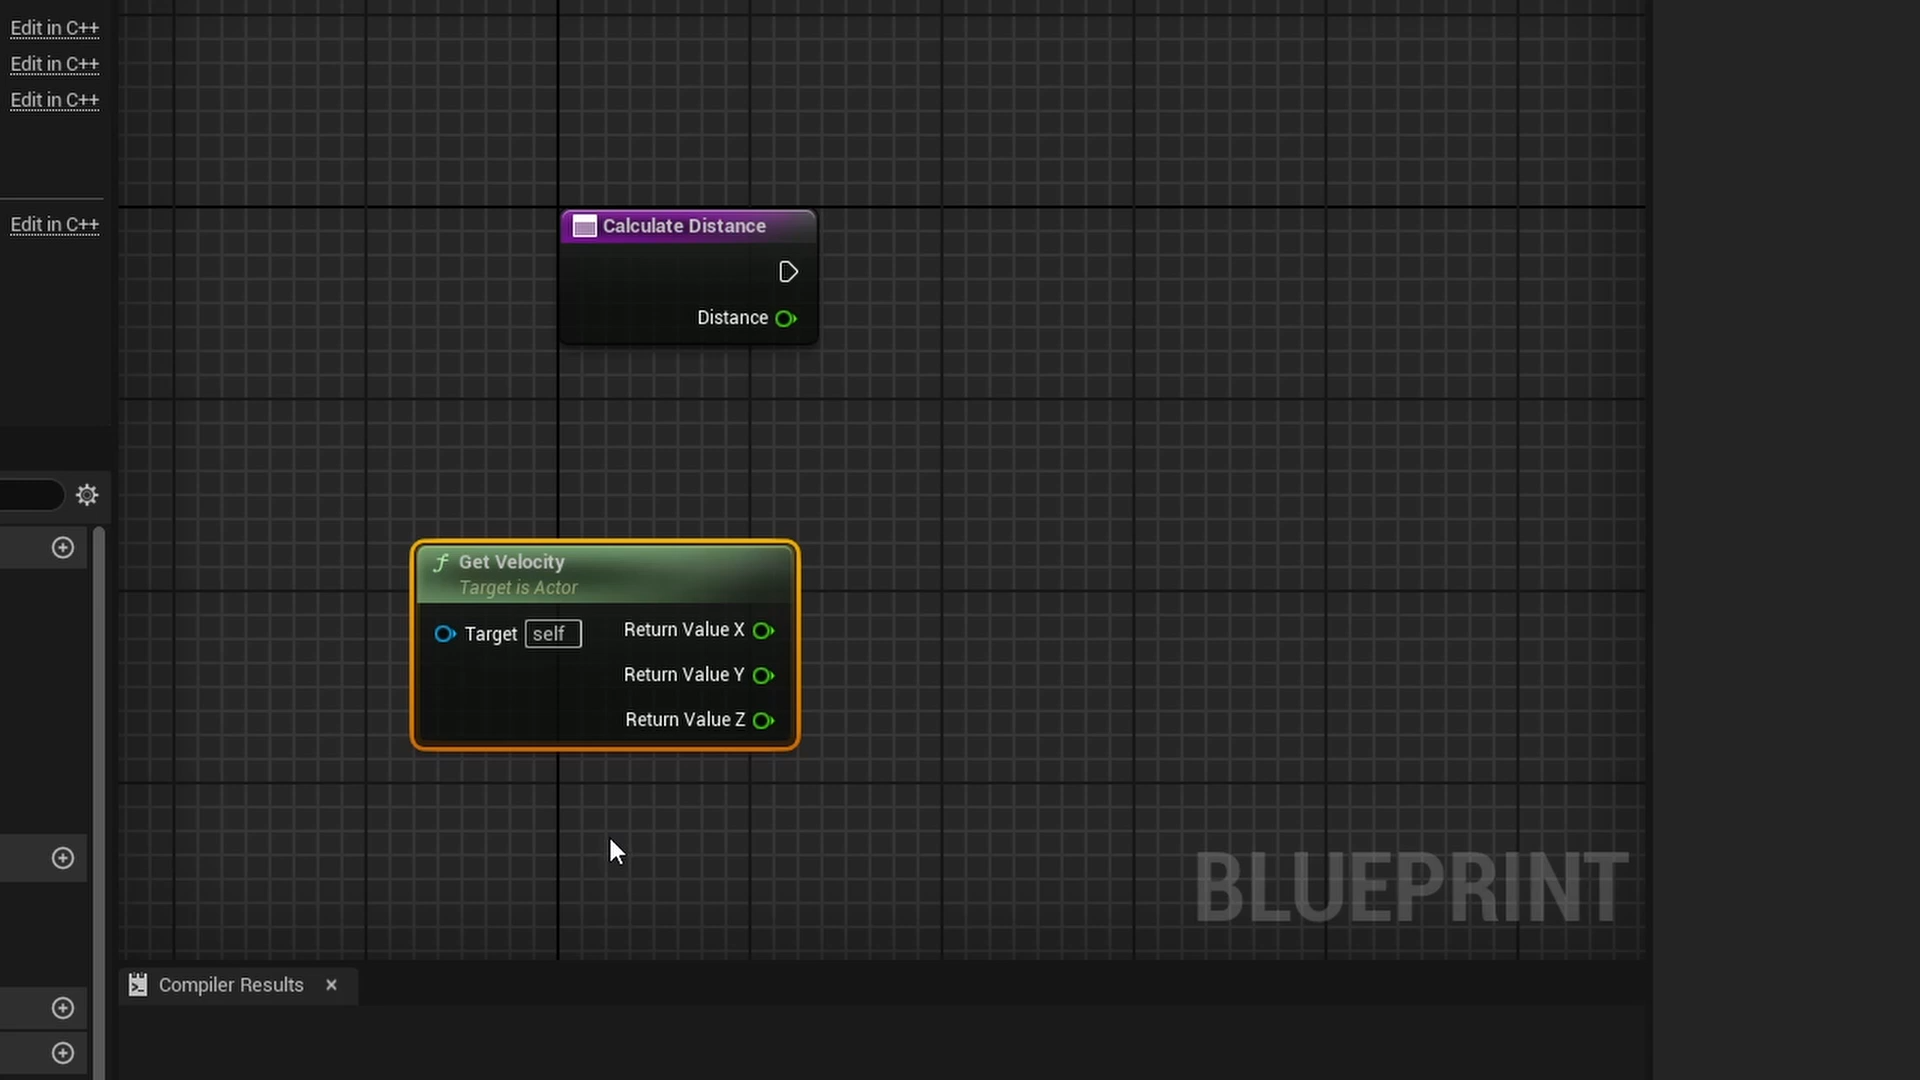 Edit in C++
Edit in C++
Edit in C++
Edit in C++
Calculate Distance
Distance
Get Velocity
Target is Actor
Target self
Return Value X
Return Value Y
Return Value Z
BLUEPRINT
Compiler Results